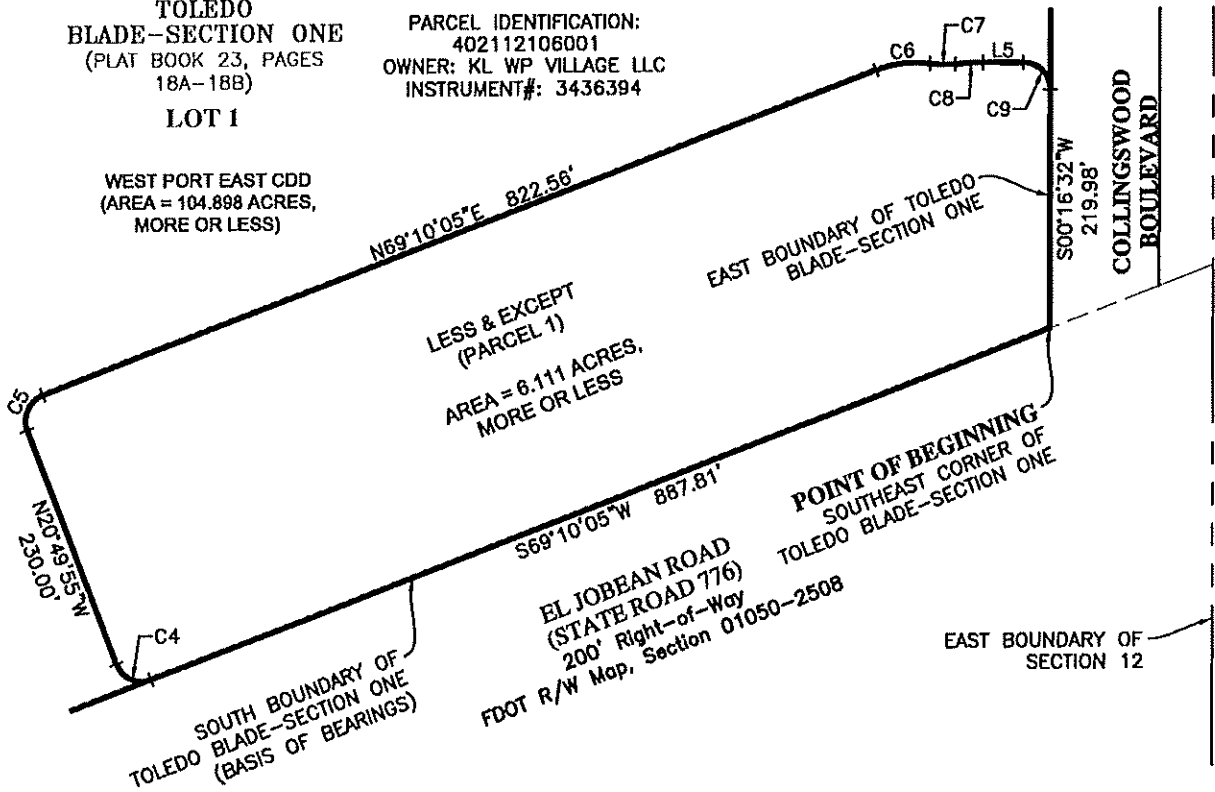 TOLEDO
BLADE-SECTION ONE
(PLAT BOOK 23, PAGES
18A-18B)
LOT 1
PARCEL IDENTIFICATION:
402112106001
OWNER: KL WP VILLAGE LLC
INSTRUMENT#: 3436394
WEST PORT EAST CDD
(AREA = 104.898 ACRES,
MORE OR LESS)
C6
C7
L5
C8
C9
N69°10'05"E 822.56'
EAST BOUNDARY OF TOLEDO
BLADE-SECTION ONE
S00°16'32"W
219.98'
COLLINGSWOOD
BOULEVARD
LESS & EXCEPT
(PARCEL 1)
AREA = 6.111 ACRES,
MORE OR LESS
C5
N20°49'55"W
230.00'
C4
S69°10'05"W 887.81'
POINT OF BEGINNING
SOUTHEAST CORNER OF
TOLEDO BLADE-SECTION ONE
EL JOBEAN ROAD
(STATE ROAD 776)
200' Right-of-Way
FDOT R/W Map, Section 01050-2508
SOUTH BOUNDARY OF
TOLEDO BLADE-SECTION ONE
(BASIS OF BEARINGS)
EAST BOUNDARY OF
SECTION 12